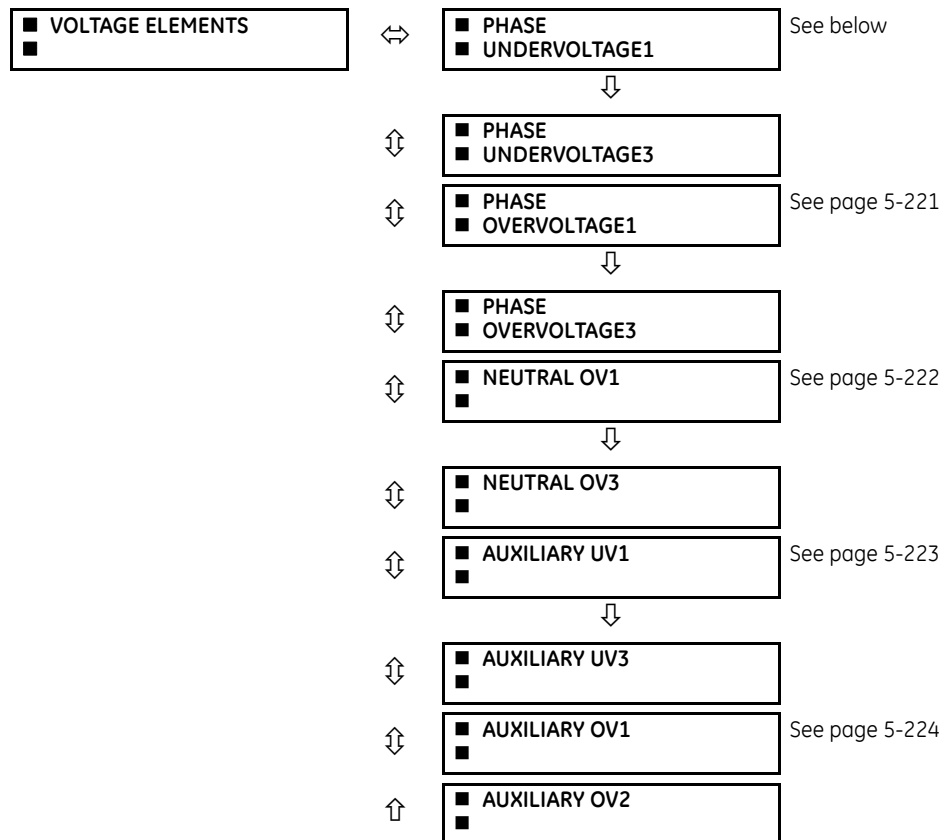 ■ VOLTAGE ELEMENTS
■
■ PHASE
■ UNDERVOLTAGE1
See below
■ PHASE
■ UNDERVOLTAGE3
■ PHASE
■ OVERVOLTAGE1
See page 5-221
■ PHASE
■ OVERVOLTAGE3
■ NEUTRAL OV1
■
See page 5-222
■ NEUTRAL OV3
■
■ AUXILIARY UV1
■
See page 5-223
■ AUXILIARY UV3
■
■ AUXILIARY OV1
■
See page 5-224
■ AUXILIARY OV2
■